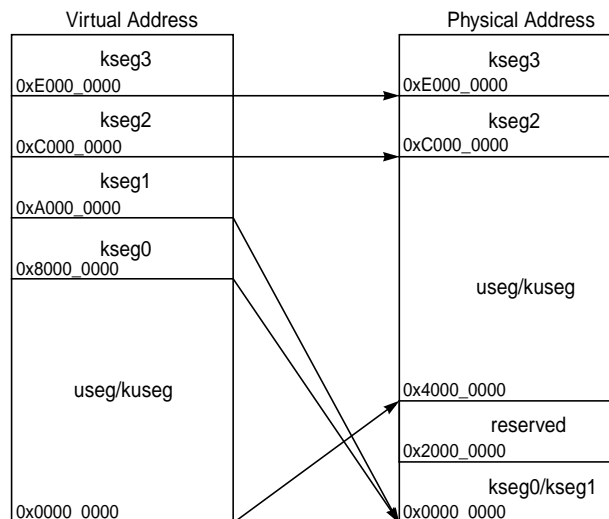 Virtual Address
kseg3
0xE000_0000
kseg2
0xC000_0000
kseg1
0xA000_0000
kseg0
0x8000_0000
useg/kuseg
0x0000_0000
Physical Address
kseg3
0xE000_0000
kseg2
0xC000_0000
useg/kuseg
0x4000_0000
reserved
0x2000_0000
kseg0/kseg1
0x0000_0000